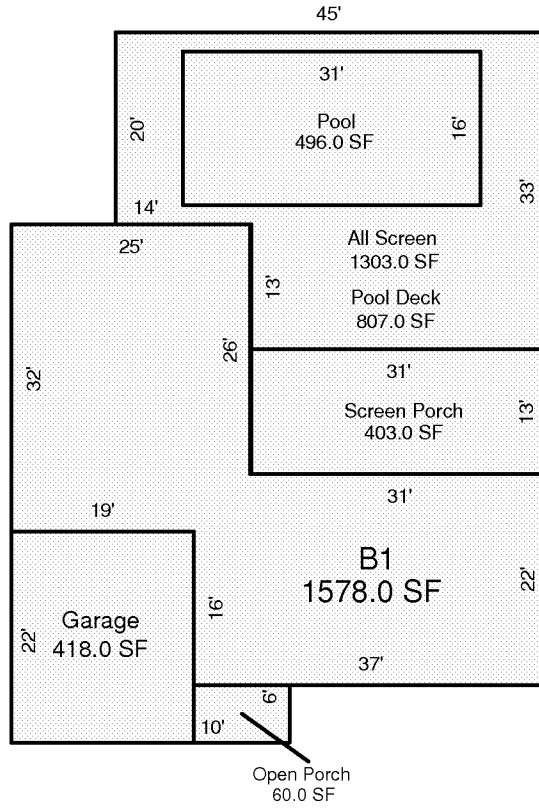 45'
31'
20'
Pool
496.0 SF
16'
33'
14'
25'
All Screen
1303.0 SF
13'
Pool Deck
807.0 SF
26'
31'
32'
Screen Porch
403.0 SF
13'
31'
19'
B1
1578.0 SF
22'
16'
Garage
418.0 SF
22'
37'
6'
10'
Open Porch
60.0 SF